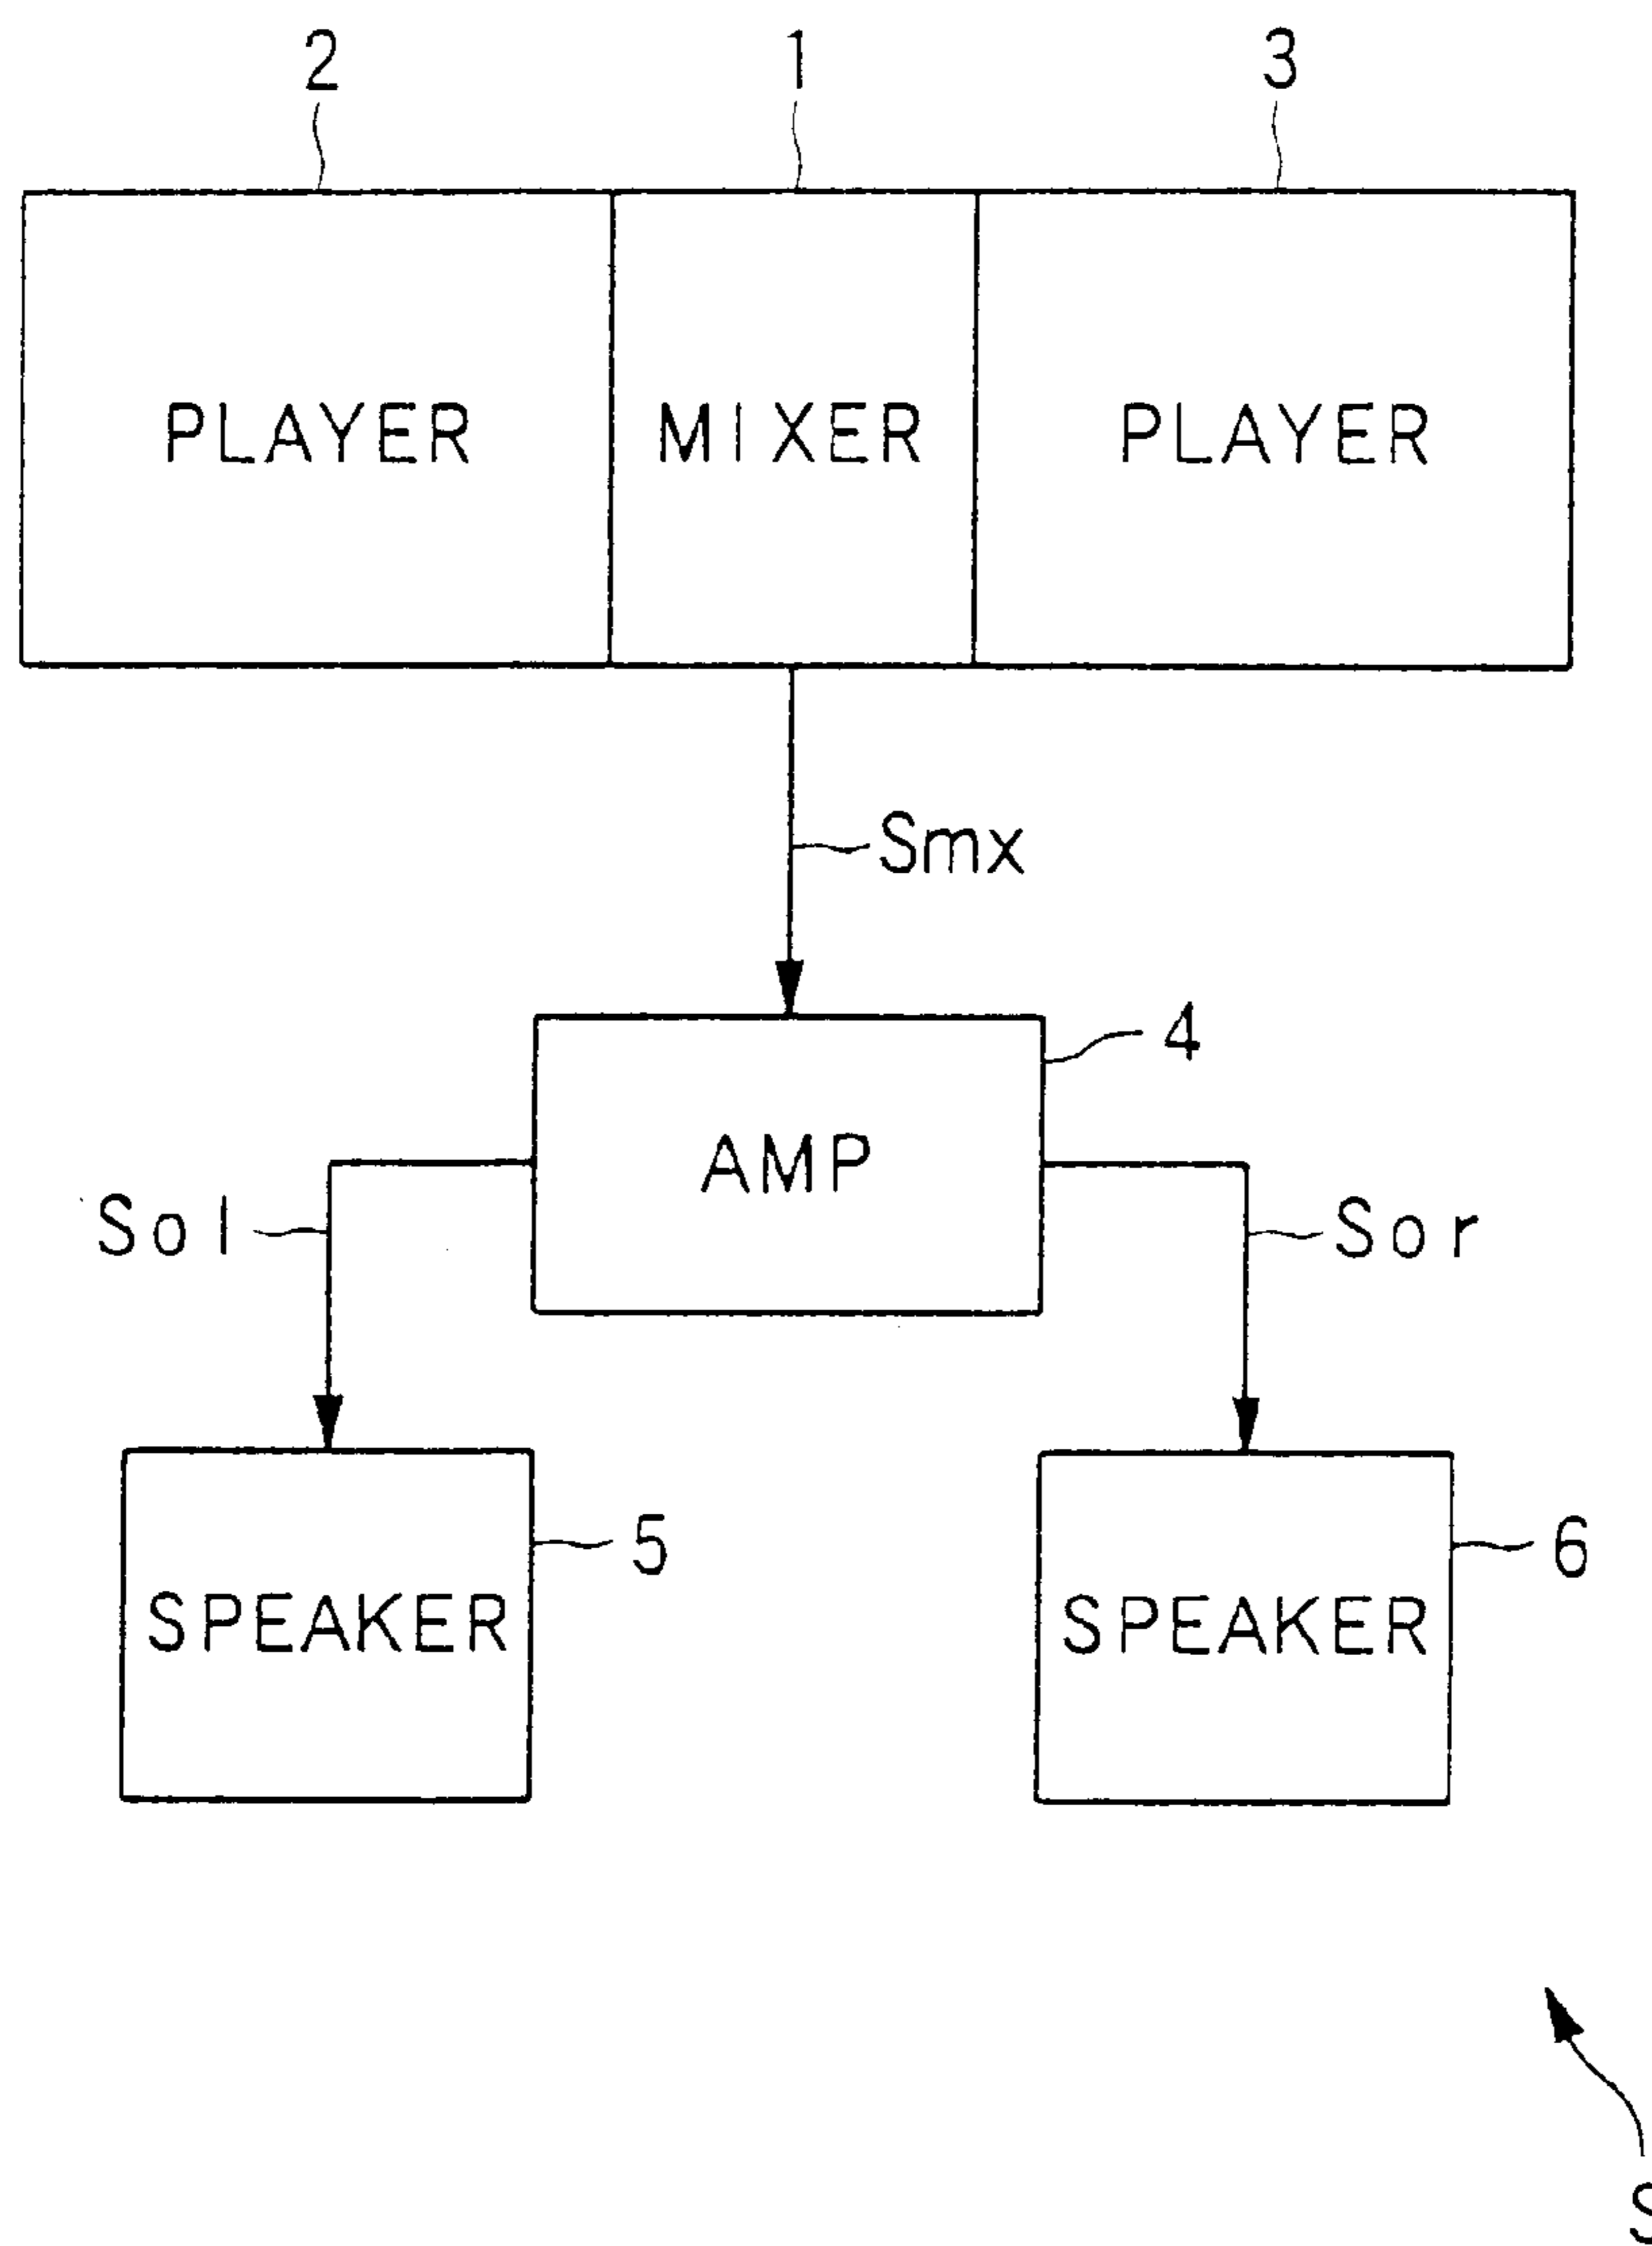 2 1 3
PLAYER MIXER PLAYER
Smx
4
AMP
Sol Sor
5 6
SPEAKER SPEAKER
S